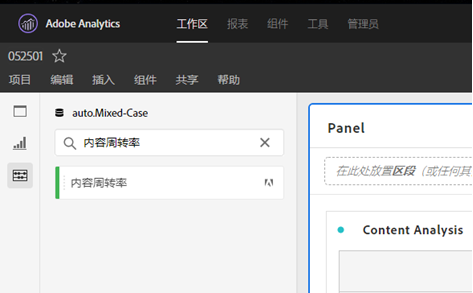 Adobe Analytics 工作区 报表 组件 工具 管理员
052501
项目 编辑 插入 组件 共享 帮助
auto.Mixed-Case
内容周转率
内容周转率
Panel
在此处放置区段（或任何其
Content Analysis